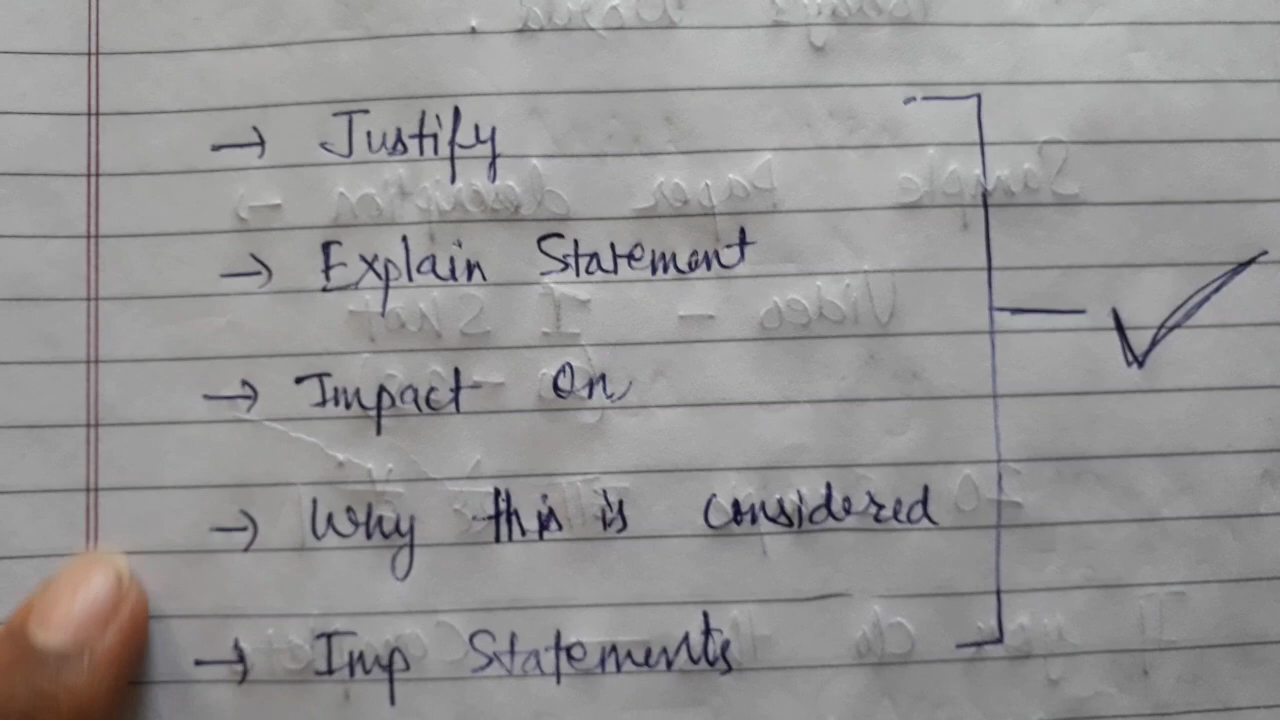 → Justify
→ Explain Statement
→ Impact on
→ Why this is considered
→ Imp Statements